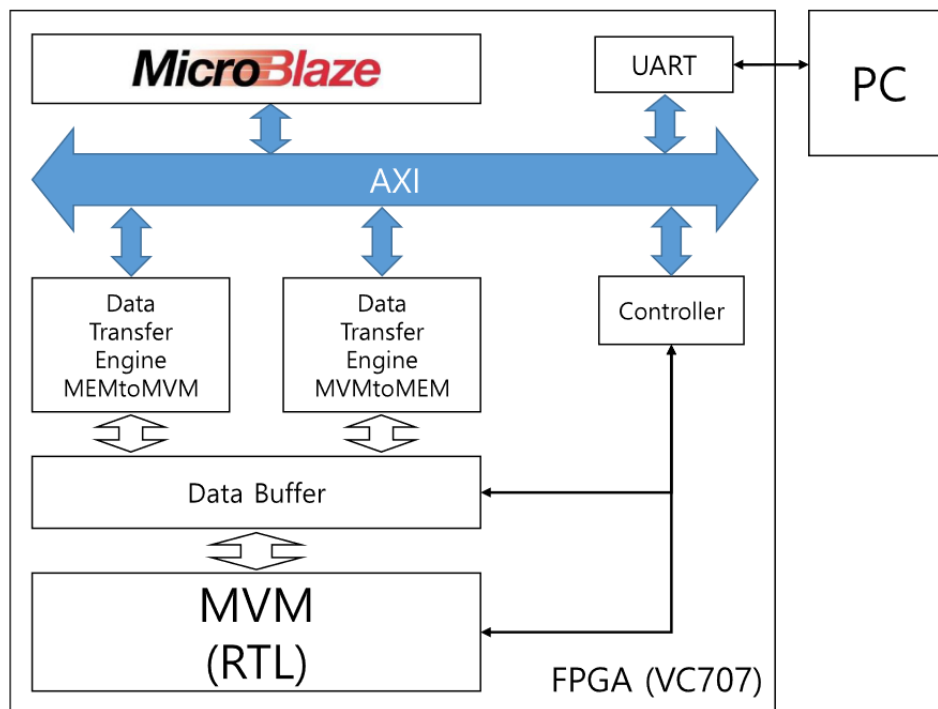 MicroBlaze
UART
PC
AXI
Data
Transfer
Engine
MEMtoMVM
Data
Transfer
Engine
MVMtoMEM
Controller
Data Buffer
MVM
(RTL)
FPGA (VC707)